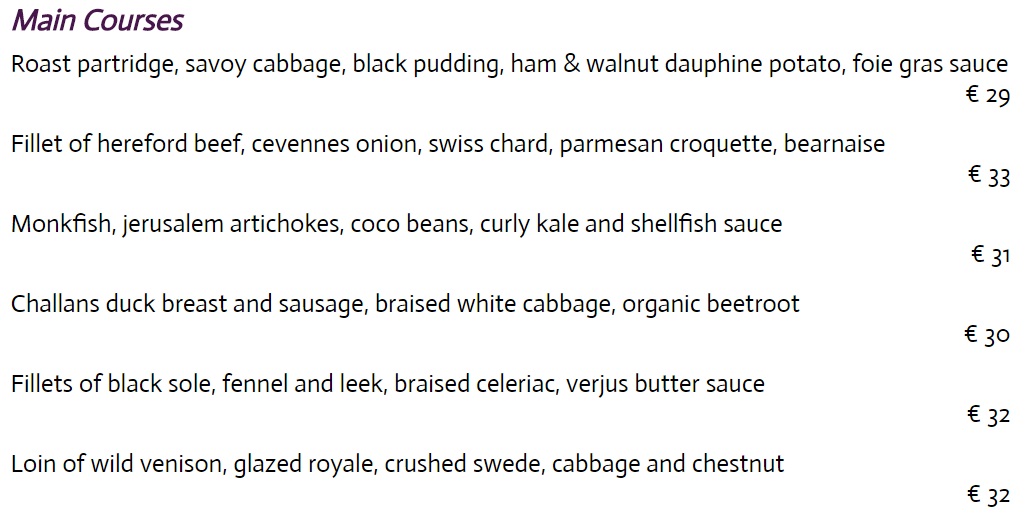 Main Courses
Roast partridge, savoy cabbage, black pudding, ham & walnut dauphine potato, foie gras sauce
€ 29
Fillet of hereford beef, cevennes onion, swiss chard, parmesan croquette, bearnaise
€ 33
Monkfish, jerusalem artichokes, coco beans, curly kale and shellfish sauce
€ 31
Challans duck breast and sausage, braised white cabbage, organic beetroot
€ 30
Fillets of black sole, fennel and leek, braised celeriac, verjus butter sauce
€ 32
Loin of wild venison, glazed royale, crushed swede, cabbage and chestnut
€ 32